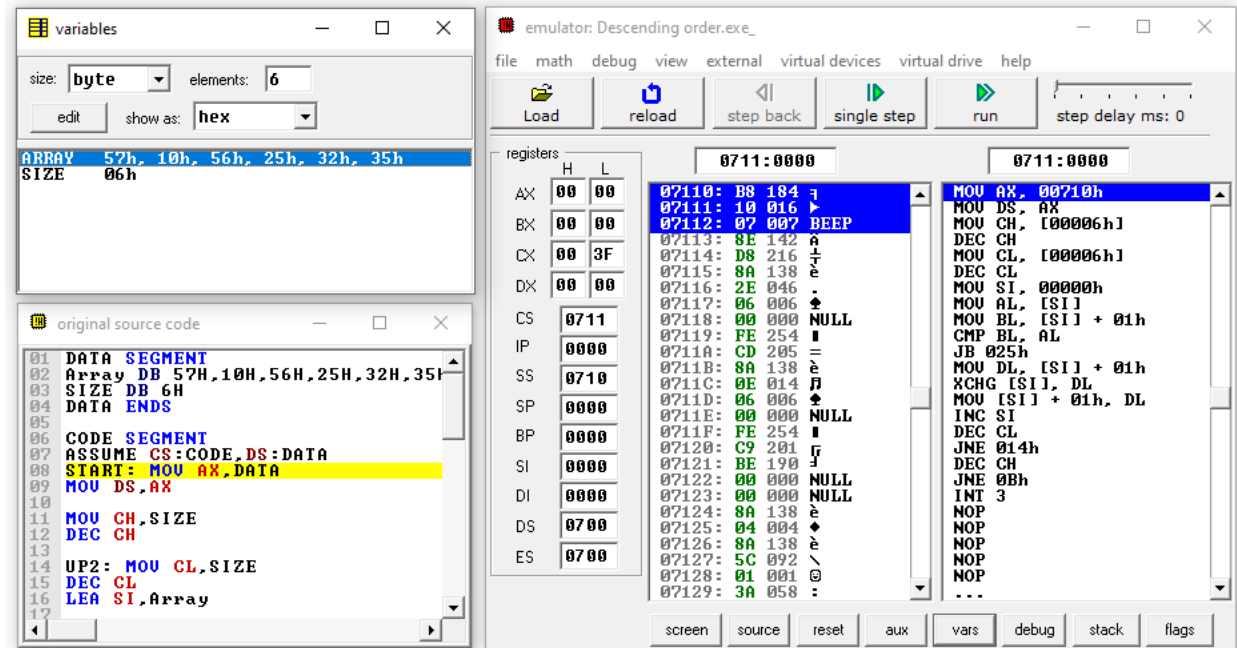 variables
size: byte elements: 6
edit show as: hex
ARRAY 57h, 10h, 56h, 25h, 32h, 35h
SIZE 06h
original source code
01 DATA SEGMENT
02 Array DB 57H,10H,56H,25H,32H,35H
03 SIZE DB 6H
04 DATA ENDS
05
06 CODE SEGMENT
07 ASSUME CS:CODE,DS:DATA
08 START: MOV AX,DATA
09 MOV DS,AX
10
11 MOV CH,SIZE
12 DEC CH
13
14 UP2: MOV CL,SIZE
15 DEC CL
16 LEA SI,Array
17
emulator: Descending order.exe_
file math debug view external virtual devices virtual drive help
Load reload step back single step run step delay ms: 0
registers
H L
AX 00 00
BX 00 00
CX 00 3F
DX 00 00
CS 0711
IP 0000
SS 0710
SP 0000
BP 0000
SI 0000
DI 0000
DS 0700
ES 0700
0711:0000
07110: B8 184 ╕
07111: 10 016 ►
07112: 07 007 BEEP
07113: 8E 142 Ä
07114: D8 216 ╪
07115: 8A 138 è
07116: 2E 046 .
07117: 06 006 ♠
07118: 00 000 NULL
07119: FE 254 ■
0711A: CD 205 ═
0711B: 8A 138 è
0711C: 0E 014 ♫
0711D: 06 006 ♠
0711E: 00 000 NULL
0711F: FE 254 ■
07120: C9 201 ╔
07121: BE 190 ╛
07122: 00 000 NULL
07123: 00 000 NULL
07124: 8A 138 è
07125: 04 004 ♦
07126: 8A 138 è
07127: 5C 092 \
07128: 01 001 ☺
07129: 3A 058 :
0711:0000
MOV AX, 00710h
MOV DS, AX
MOV CH, [00006h]
DEC CH
MOV CL, [00006h]
DEC CL
MOV SI, 00000h
MOV AL, [SI]
MOV BL, [SI] + 01h
CMP BL, AL
JB 025h
MOV DL, [SI] + 01h
XCHG [SI], DL
MOV [SI] + 01h, DL
INC SI
DEC CL
JNE 014h
DEC CH
JNE 0Bh
INT 3
NOP
NOP
NOP
NOP
NOP
...
screen source reset aux vars debug stack flags